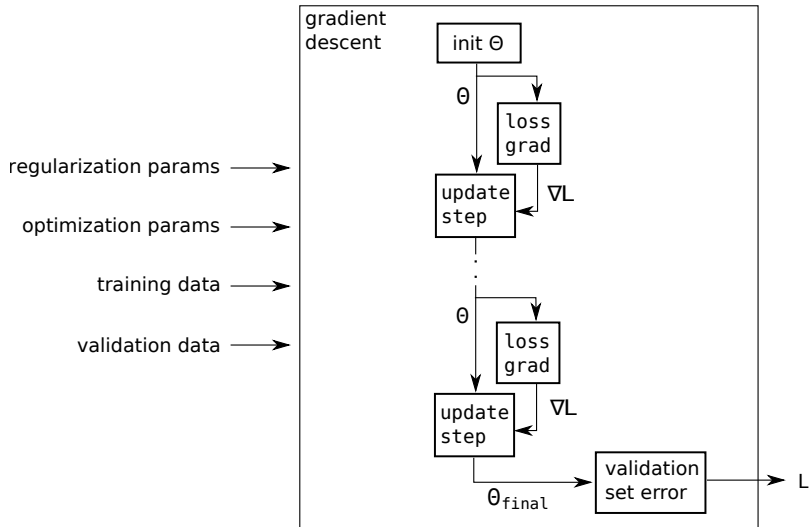 gradient
descent
init Θ
Θ
loss
grad
regularization params
update
step
∇L
optimization params
training data
Θ
loss
grad
validation data
update
step
∇L
validation
set error
L
Θfinal